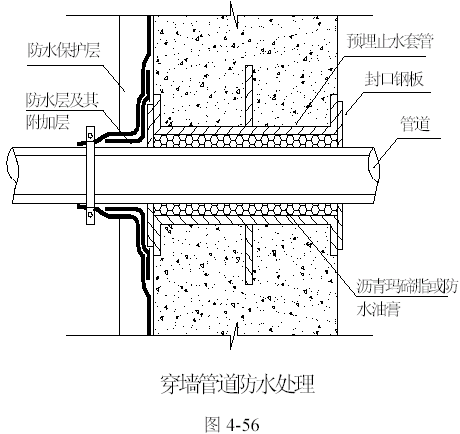 防水保护层
防水层及其
附加层
预埋止水套管
封口钢板
管道
沥青玛碲脂或防
水油膏
穿墙管道防水处理
图 4-56